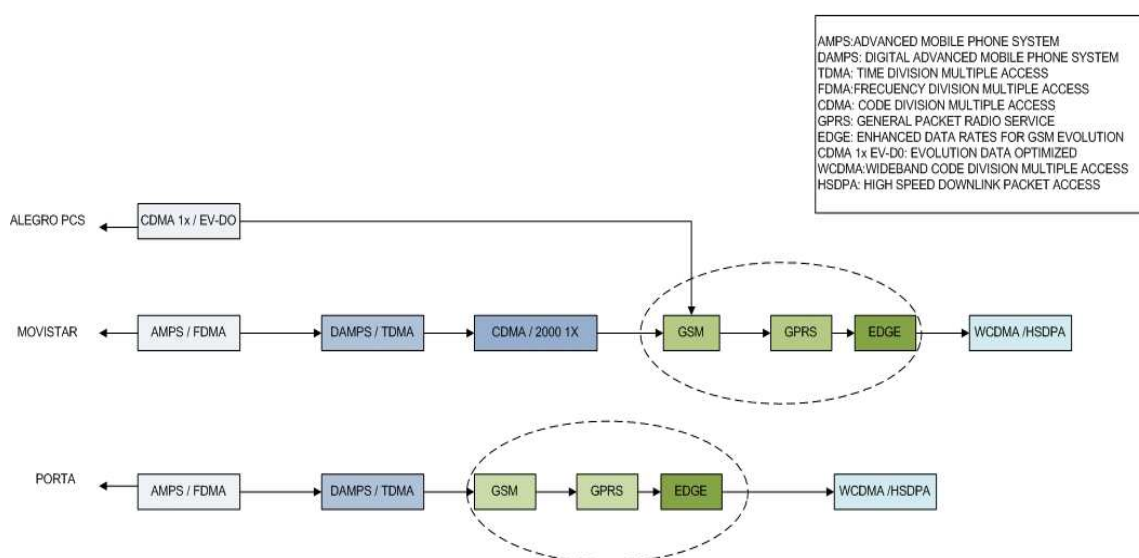 AMPS:ADVANCED MOBILE PHONE SYSTEM
DAMPS: DIGITAL ADVANCED MOBILE PHONE SYSTEM
TDMA: TIME DIVISION MULTIPLE ACCESS
FDMA:FRECUENCY DIVISION MULTIPLE ACCESS
CDMA: CODE DIVISION MULTIPLE ACCESS
GPRS: GENERAL PACKET RADIO SERVICE
EDGE: ENHANCED DATA RATES FOR GSM EVOLUTION
CDMA 1x EV-D0: EVOLUTION DATA OPTIMIZED
WCDMA:WIDEBAND CODE DIVISION MULTIPLE ACCESS
HSDPA: HIGH SPEED DOWNLINK PACKET ACCESS
ALEGRO PCS CDMA 1x / EV-DO
MOVISTAR AMPS / FDMA DAMPS / TDMA CDMA / 2000 1X GSM GPRS EDGE WCDMA /HSDPA
PORTA AMPS / FDMA DAMPS / TDMA GSM GPRS EDGE WCDMA /HSDPA